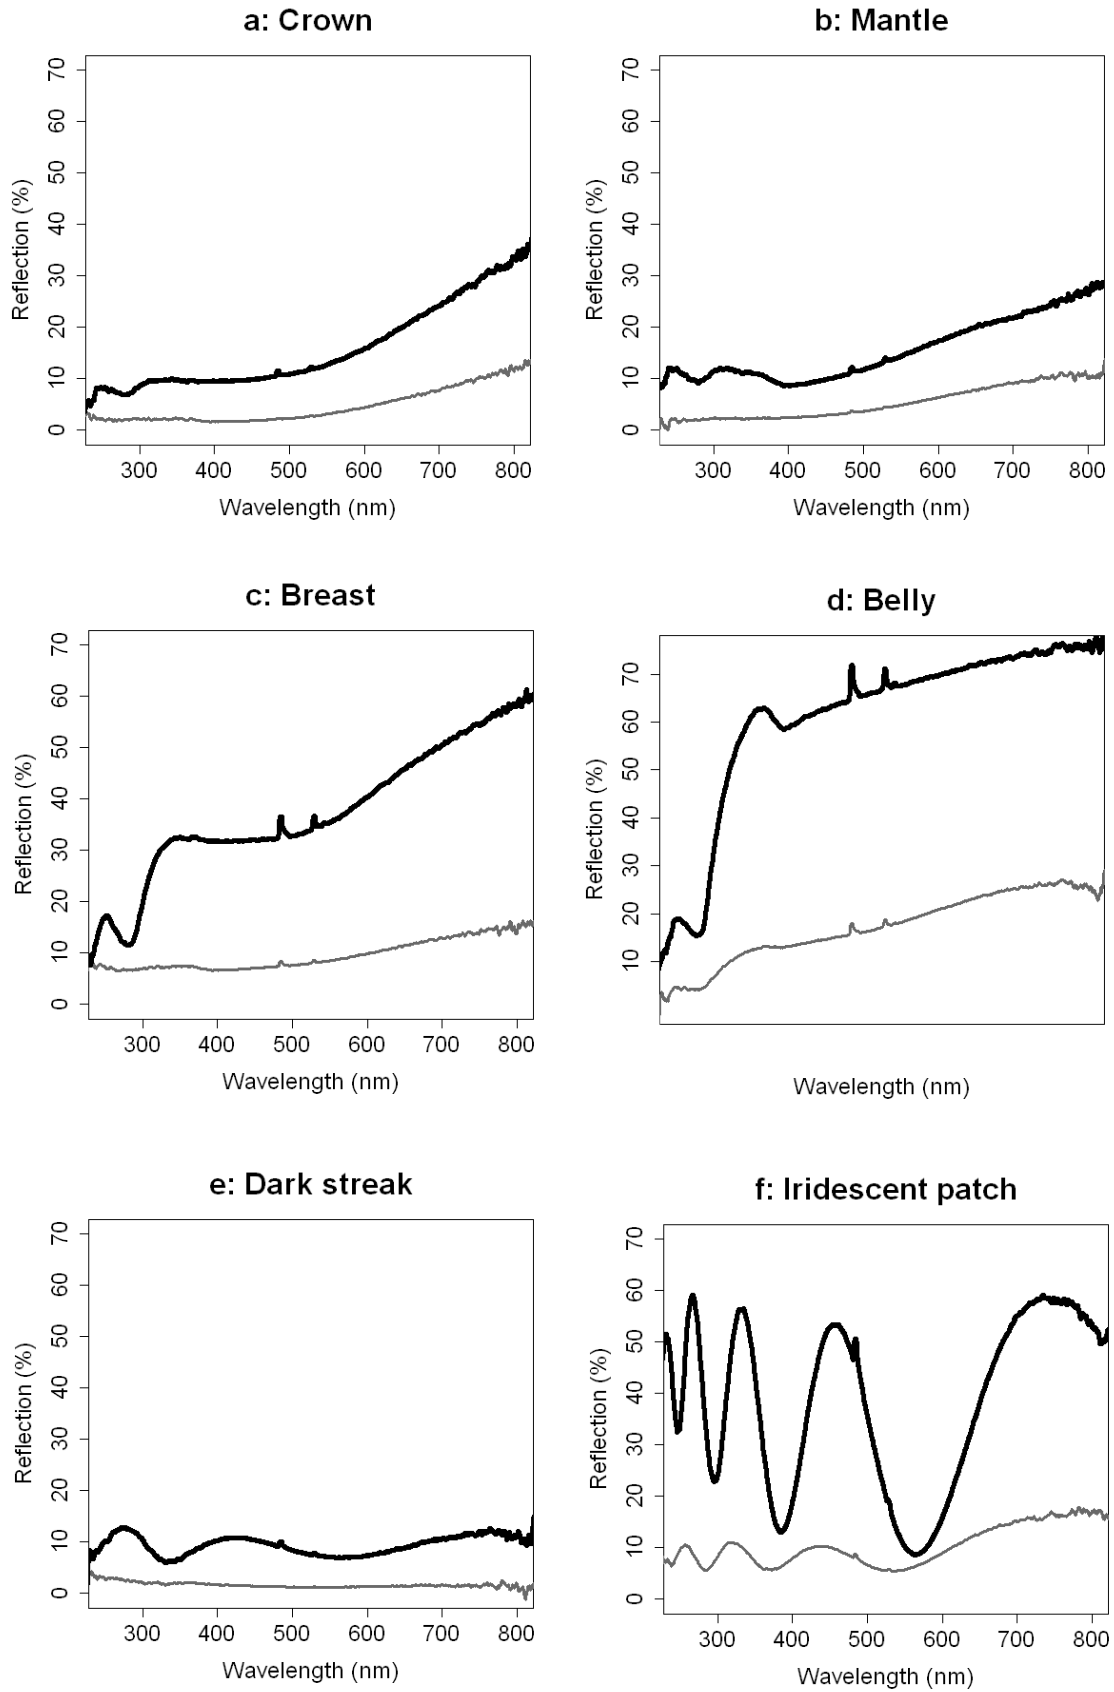 a: Crown
b: Mantle
Reflection (%)
70
60
50
40
30
20
10
0
300 400 500 600 700 800
Wavelength (nm)
Reflection (%)
70
60
50
40
30
20
10
0
300 400 500 600 700 800
Wavelength (nm)
c: Breast
d: Belly
Reflection (%)
70
60
50
40
30
20
10
0
300 400 500 600 700 800
Wavelength (nm)
Reflection (%)
70
60
50
40
30
20
10
Wavelength (nm)
e: Dark streak
f: Iridescent patch
Reflection (%)
70
60
50
40
30
20
10
0
300 400 500 600 700 800
Wavelength (nm)
Reflection (%)
70
60
50
40
30
20
10
0
300 400 500 600 700 800
Wavelength (nm)